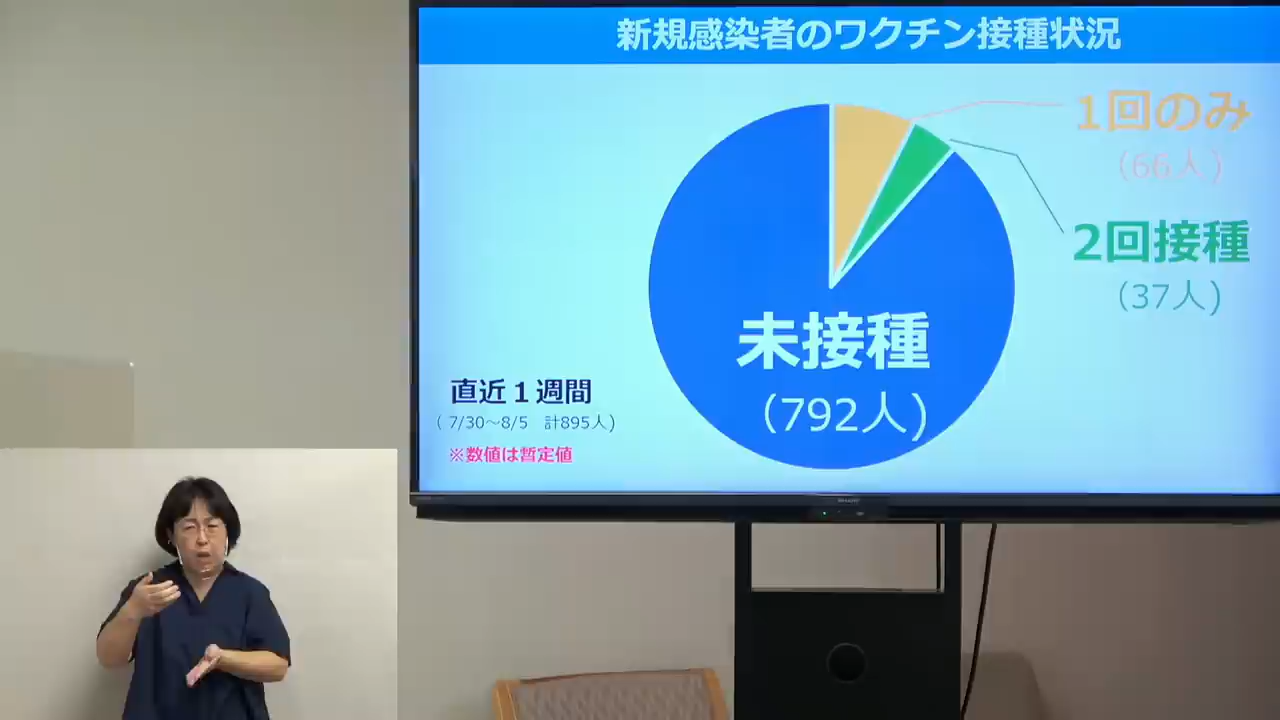 新規感染者のワクチン接種状況
1回のみ
(66人)
2回接種
(37人)
未接種
(792人)
直近1週間
(7/30～8/5 計895人)
※数値は暫定値
SHARP